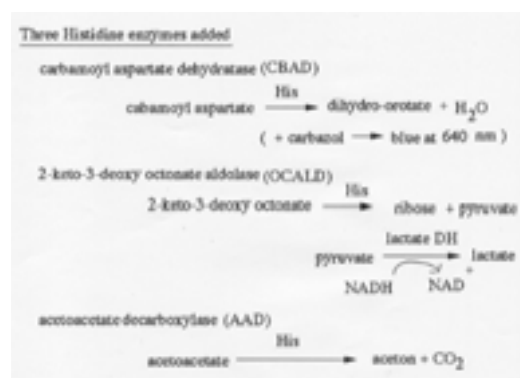 Three Histidine enzymes added
carbamoyl aspartate dehydratase (CBAD)
His
cabamoyl aspartate → dihydro-orotate + H2O
( + carbazol → blue at 640 nm )
2-keto-3-deoxy octonate aldolase (OCALD)
His
2-keto-3-deoxy octonate → ribose + pyruvate
lactate DH
pyruvate → lactate
NADH NAD+
acetoacetate decarboxylase (AAD)
His
acetoacetate → aceton + CO2